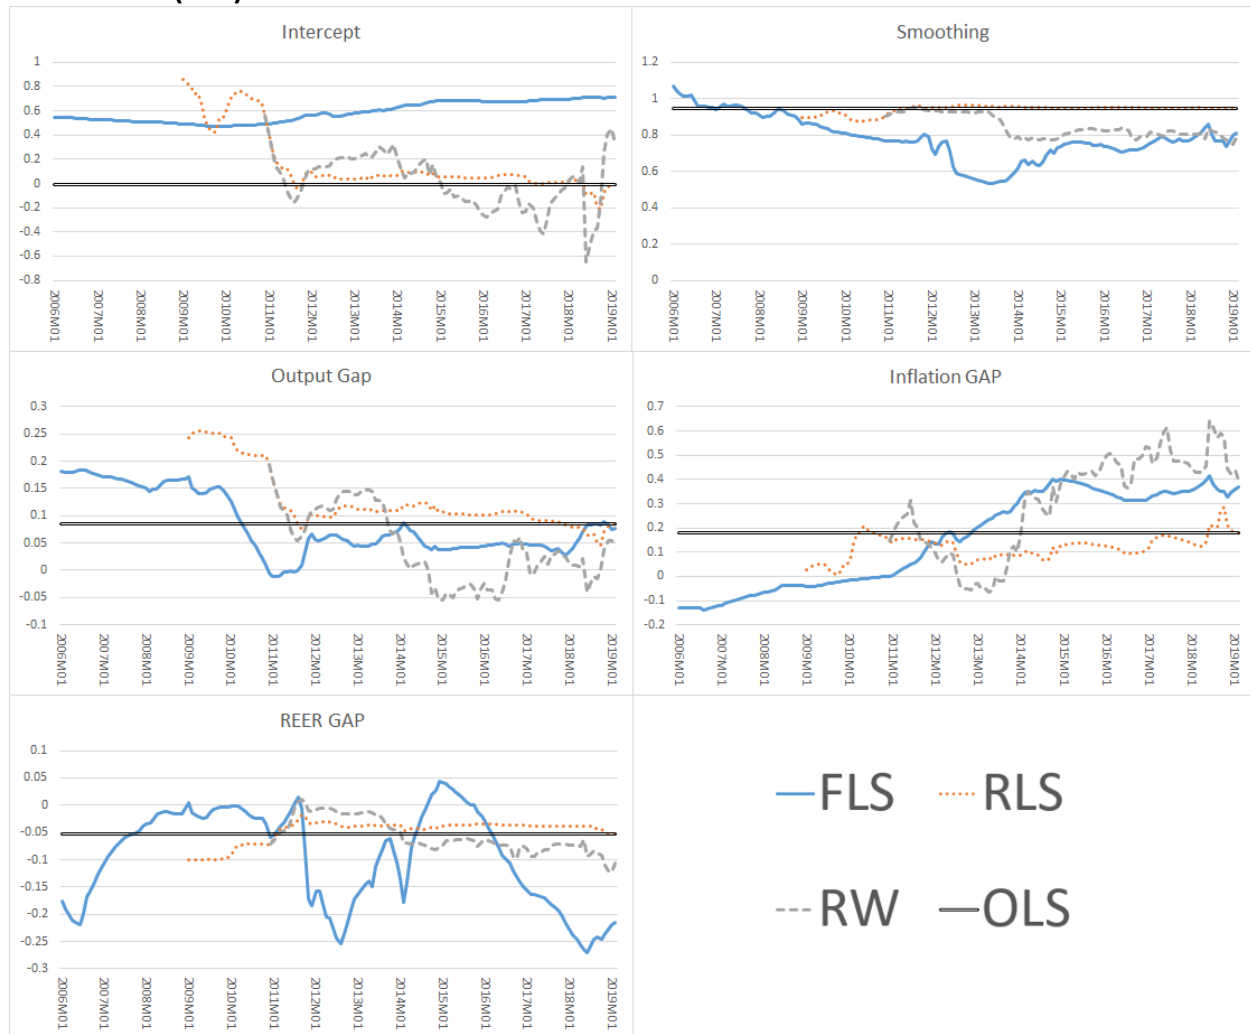 Intercept
1
0.8
0.6
0.4
0.2
0
-0.2
-0.4
-0.6
-0.8
2006M01
2007M01
2008M01
2009M01
2010M01
2011M01
2012M01
2013M01
2014M01
2015M01
2016M01
2017M01
2018M01
2019M01
Smoothing
1.2
1
0.8
0.6
0.4
0.2
0
2006M01
2007M01
2008M01
2009M01
2010M01
2011M01
2012M01
2013M01
2014M01
2015M01
2016M01
2017M01
2018M01
2019M01
Output Gap
0.3
0.25
0.2
0.15
0.1
0.05
0
-0.05
-0.1
2006M01
2007M01
2008M01
2009M01
2010M01
2011M01
2012M01
2013M01
2014M01
2015M01
2016M01
2017M01
2018M01
2019M01
Inflation GAP
0.7
0.6
0.5
0.4
0.3
0.2
0.1
0
-0.1
-0.2
2006M01
2007M01
2008M01
2009M01
2010M01
2011M01
2012M01
2013M01
2014M01
2015M01
2016M01
2017M01
2018M01
2019M01
REER GAP
0.1
0.05
0
-0.05
-0.1
-0.15
-0.2
-0.25
-0.3
2006M01
2007M01
2008M01
2009M01
2010M01
2011M01
2012M01
2013M01
2014M01
2015M01
2016M01
2017M01
2018M01
2019M01
FLS RLS
RW OLS